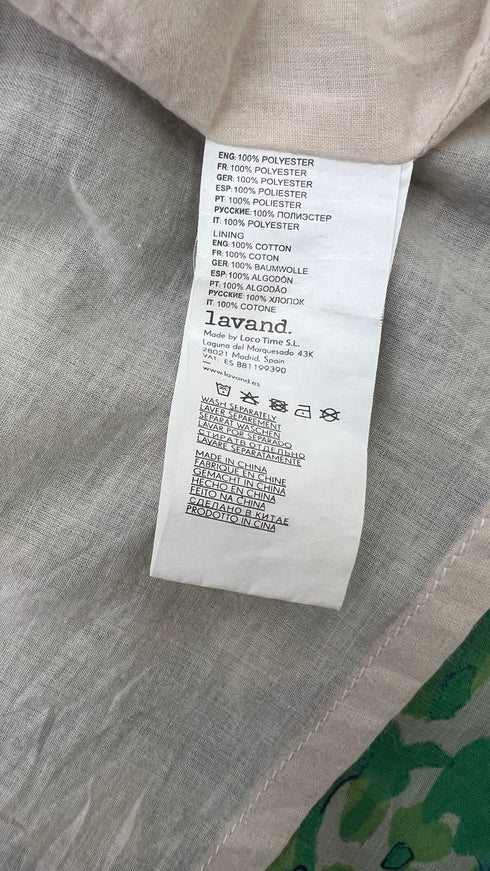 ENG: 100% POLYESTER
FR: 100% POLYESTER
GER: 100% POLYESTER
ESP: 100% POLIESTER
PT: 100% POLIESTER
РУССКИЕ: 100% ПОЛИЭСТЕР
IT: 100% POLYESTER
LINING
ENG: 100% COTTON
FR: 100% COTON
GER: 100% BAUMWOLLE
ESP: 100% ALGODÓN
PT: 100% ALGODÃO
РУССКИЕ: 100% ХЛОПОК
IT: 100% COTONE
lavand.
Made by Loco Time S.L.
Laguna del Marquesado 43K
28021 Madrid, Spain
VAT: ES B81199390
www.lavand.es
WASH SEPARATELY
LAVER SEPAREMENT
SEPARAT WASCHEN
LAVAR POR SEPARADO
СТИРАТЬ ОТДЕЛЬНО
LAVARE SEPARATAMENTE
MADE IN CHINA
FABRIQUE EN CHINE
GEMACHT IN CHINA
HECHO EN CHINA
FEITO NA CHINA
СДЕЛАНО В КИТАЕ
PRODOTTO IN CINA